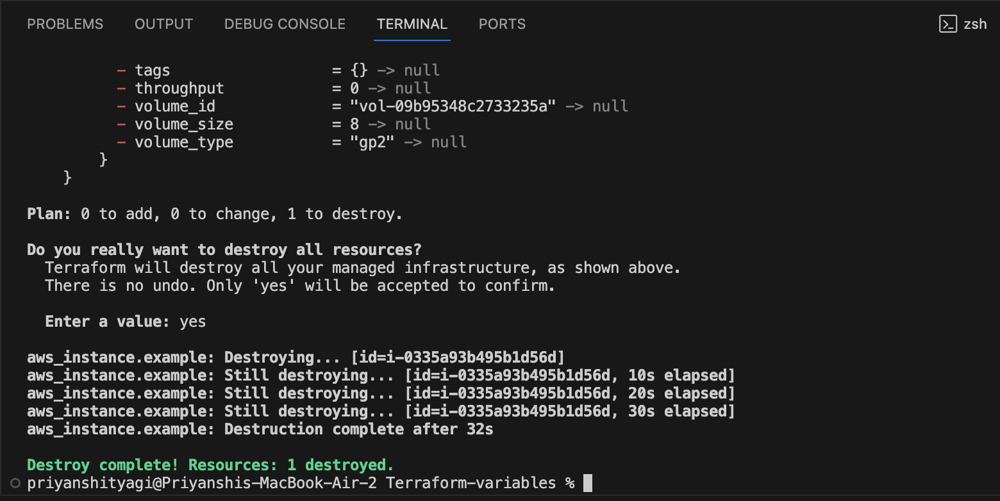 PROBLEMS OUTPUT DEBUG CONSOLE TERMINAL PORTS zsh
- tags = {} -> null
- throughput = 0 -> null
- volume_id = "vol-09b95348c2733235a" -> null
- volume_size = 8 -> null
- volume_type = "gp2" -> null
}
}
Plan: 0 to add, 0 to change, 1 to destroy.
Do you really want to destroy all resources?
Terraform will destroy all your managed infrastructure, as shown above.
There is no undo. Only 'yes' will be accepted to confirm.
Enter a value: yes
aws_instance.example: Destroying... [id=i-0335a93b495b1d56d]
aws_instance.example: Still destroying... [id=i-0335a93b495b1d56d, 10s elapsed]
aws_instance.example: Still destroying... [id=i-0335a93b495b1d56d, 20s elapsed]
aws_instance.example: Still destroying... [id=i-0335a93b495b1d56d, 30s elapsed]
aws_instance.example: Destruction complete after 32s
Destroy complete! Resources: 1 destroyed.
priyanshityagi@Priyanshis-MacBook-Air-2 Terraform-variables %